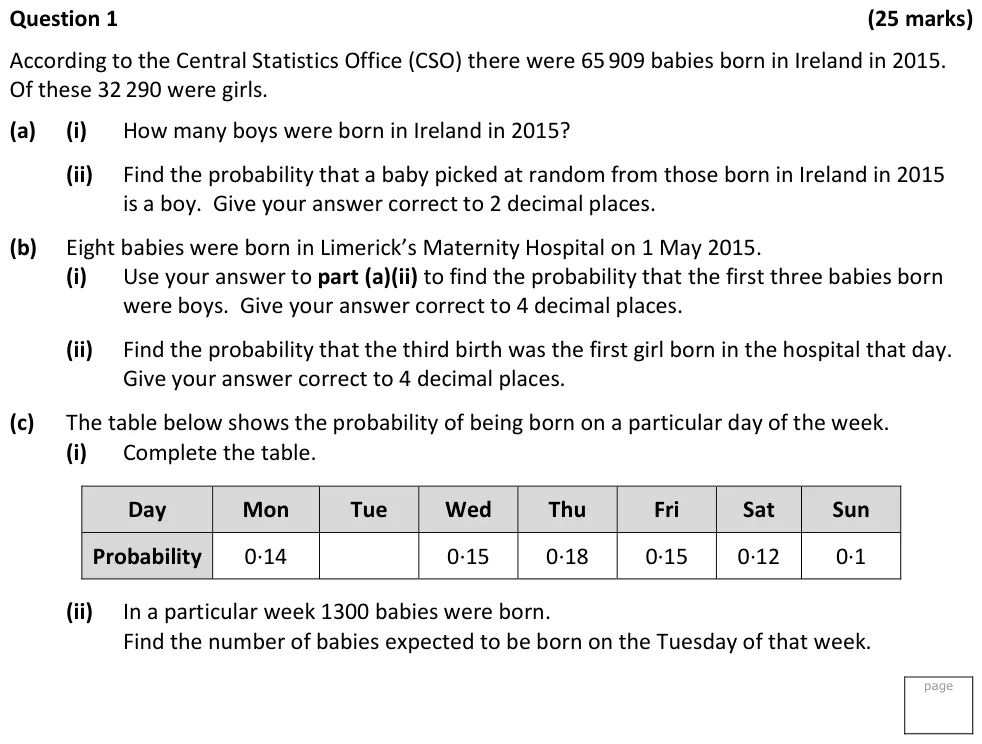 Question 1 (25 marks)
According to the Central Statistics Office (CSO) there were 65 909 babies born in Ireland in 2015.
Of these 32 290 were girls.
(a) (i) How many boys were born in Ireland in 2015?
(ii) Find the probability that a baby picked at random from those born in Ireland in 2015
is a boy. Give your answer correct to 2 decimal places.
(b) Eight babies were born in Limerick’s Maternity Hospital on 1 May 2015.
(i) Use your answer to part (a)(ii) to find the probability that the first three babies born
were boys. Give your answer correct to 4 decimal places.
(ii) Find the probability that the third birth was the first girl born in the hospital that day.
Give your answer correct to 4 decimal places.
(c) The table below shows the probability of being born on a particular day of the week.
(i) Complete the table.
Day Mon Tue Wed Thu Fri Sat Sun
Probability 0·14 0·15 0·18 0·15 0·12 0·1
(ii) In a particular week 1300 babies were born.
Find the number of babies expected to be born on the Tuesday of that week.
page